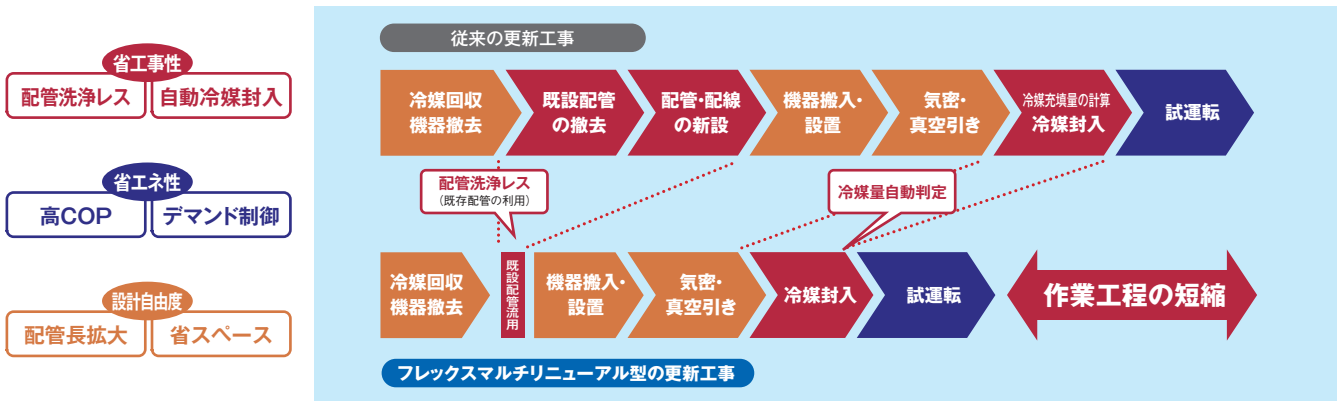 省工事性
配管洗浄レス
自動冷媒封入
省エネ性
高COP
デマンド制御
設計自由度
配管長拡大
省スペース
従来の更新工事
冷媒回収
機器撤去
既設配管
の撤去
配管・配線
の新設
機器搬入・
設置
気密・
真空引き
冷媒充填量の計算
冷媒封入
試運転
配管洗浄レス
(既存配管の利用)
冷媒量自動判定
冷媒回収
機器撤去
既設配管流用
機器搬入・
設置
気密・
真空引き
冷媒封入
試運転
作業工程の短縮
フレックスマルチリニューアル型の更新工事